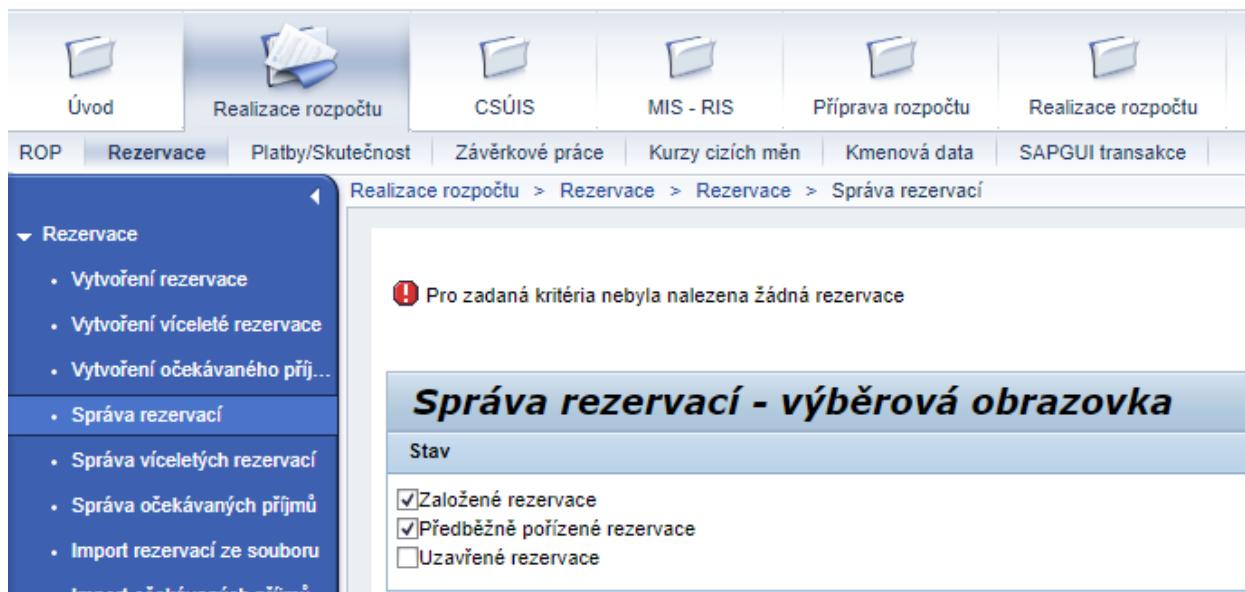 Úvod
Realizace rozpočtu
CSÚIS
MIS - RIS
Příprava rozpočtu
Realizace rozpočtu
ROP
Rezervace
Platby/Skutečnost
Závěrkové práce
Kurzy cizích měn
Kmenová data
SAPGUI transakce
Realizace rozpočtu > Rezervace > Rezervace > Správa rezervací
Rezervace
Vytvoření rezervace
Vytvoření víceleté rezervace
Vytvoření očekávaného příj...
Správa rezervací
Správa víceletých rezervací
Správa očekávaných příjmů
Import rezervací ze souboru
Pro zadaná kritéria nebyla nalezena žádná rezervace
Správa rezervací - výběrová obrazovka
Stav
Založené rezervace
Předběžně pořízené rezervace
Uzavřené rezervace